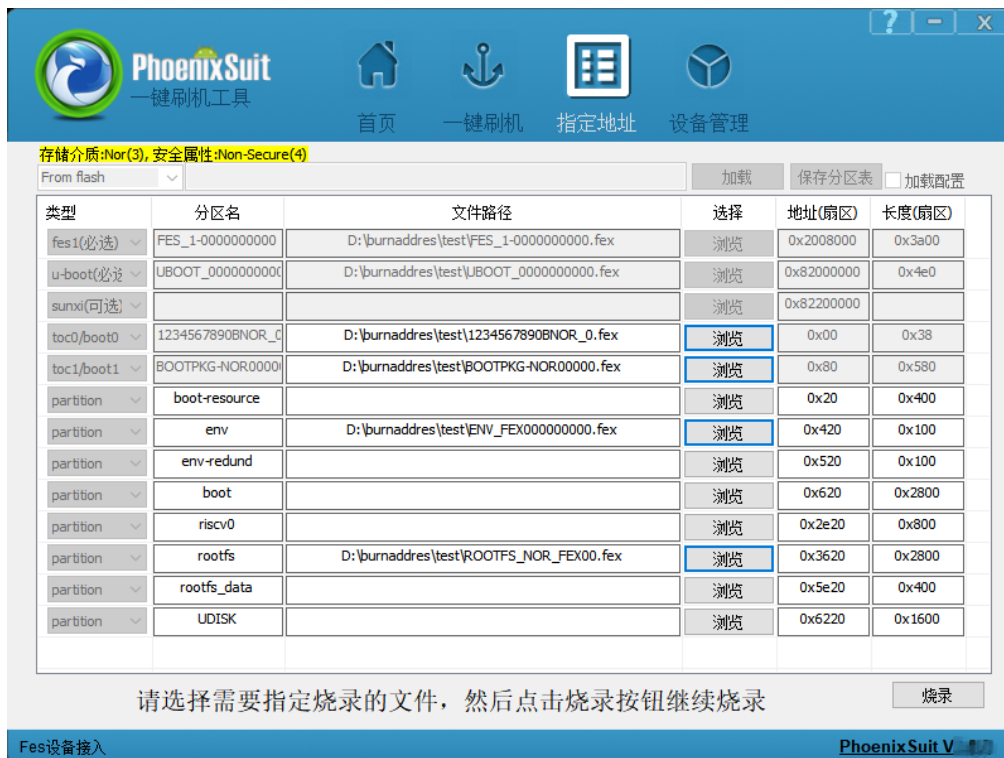 ? - X
PhoenixSuit
一键刷机工具
首页 一键刷机 指定地址 设备管理
存储介质:Nor(3), 安全属性:Non-Secure(4)
From flash 加载 保存分区表 加载配置
类型 分区名 文件路径 选择 地址(扇区) 长度(扇区)
fes1(必选) FES_1-0000000000 D:\burnaddres\test\FES_1-0000000000.fex 浏览 0x2008000 0x3a00
u-boot(必选 UBOOT_0000000000 D:\burnaddres\test\UBOOT_0000000000.fex 浏览 0x82000000 0x4e0
sunxi(可选) 浏览 0x82200000
toc0/boot0 1234567890BNOR_0 D:\burnaddres\test\1234567890BNOR_0.fex 浏览 0x00 0x38
toc1/boot1 BOOTPKG-NOR00000 D:\burnaddres\test\BOOTPKG-NOR00000.fex 浏览 0x80 0x580
partition boot-resource 浏览 0x20 0x400
partition env D:\burnaddres\test\ENV_FEX000000000.fex 浏览 0x420 0x100
partition env-redund 浏览 0x520 0x100
partition boot 浏览 0x620 0x2800
partition riscv0 浏览 0x2e20 0x800
partition rootfs D:\burnaddres\test\ROOTFS_NOR_FEX00.fex 浏览 0x3620 0x2800
partition rootfs_data 浏览 0x5e20 0x400
partition UDISK 浏览 0x6220 0x1600
请选择需要指定烧录的文件，然后点击烧录按钮继续烧录 烧录
Fes设备接入 PhoenixSuit V